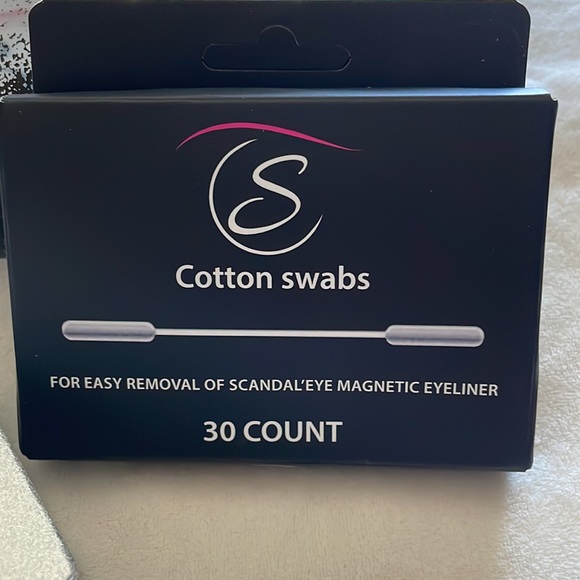 S
Cotton swabs
FOR EASY REMOVAL OF SCANDAL'EYE MAGNETIC EYELINER
30 COUNT